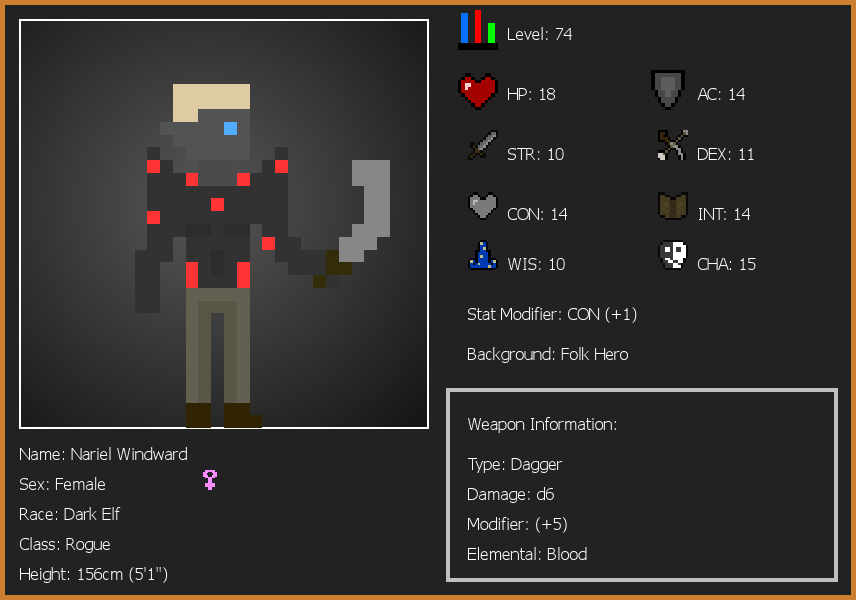 Level: 74
HP: 18
AC: 14
STR: 10
DEX: 11
CON: 14
INT: 14
WIS: 10
CHA: 15
Stat Modifier: CON (+1)
Background: Folk Hero
Weapon Information:
Type: Dagger
Damage: d6
Modifier: (+5)
Elemental: Blood
Name: Nariel Windward
Sex: Female
Race: Dark Elf
Class: Rogue
Height: 156cm (5'1")